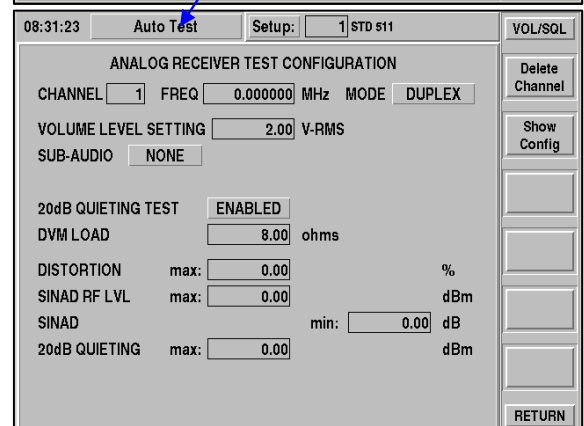 08:31:23 Auto Test Setup: 1 STD 511 VOL/SQL
ANALOG RECEIVER TEST CONFIGURATION
Delete Channel
CHANNEL 1 FREQ 0.000000 MHz MODE DUPLEX
VOLUME LEVEL SETTING 2.00 V-RMS
Show Config
SUB-AUDIO NONE
20dB QUIETING TEST ENABLED
DVM LOAD 8.00 ohms
DISTORTION max: 0.00 %
SINAD RF LVL max: 0.00 dBm
SINAD min: 0.00 dB
20dB QUIETING max: 0.00 dBm
RETURN